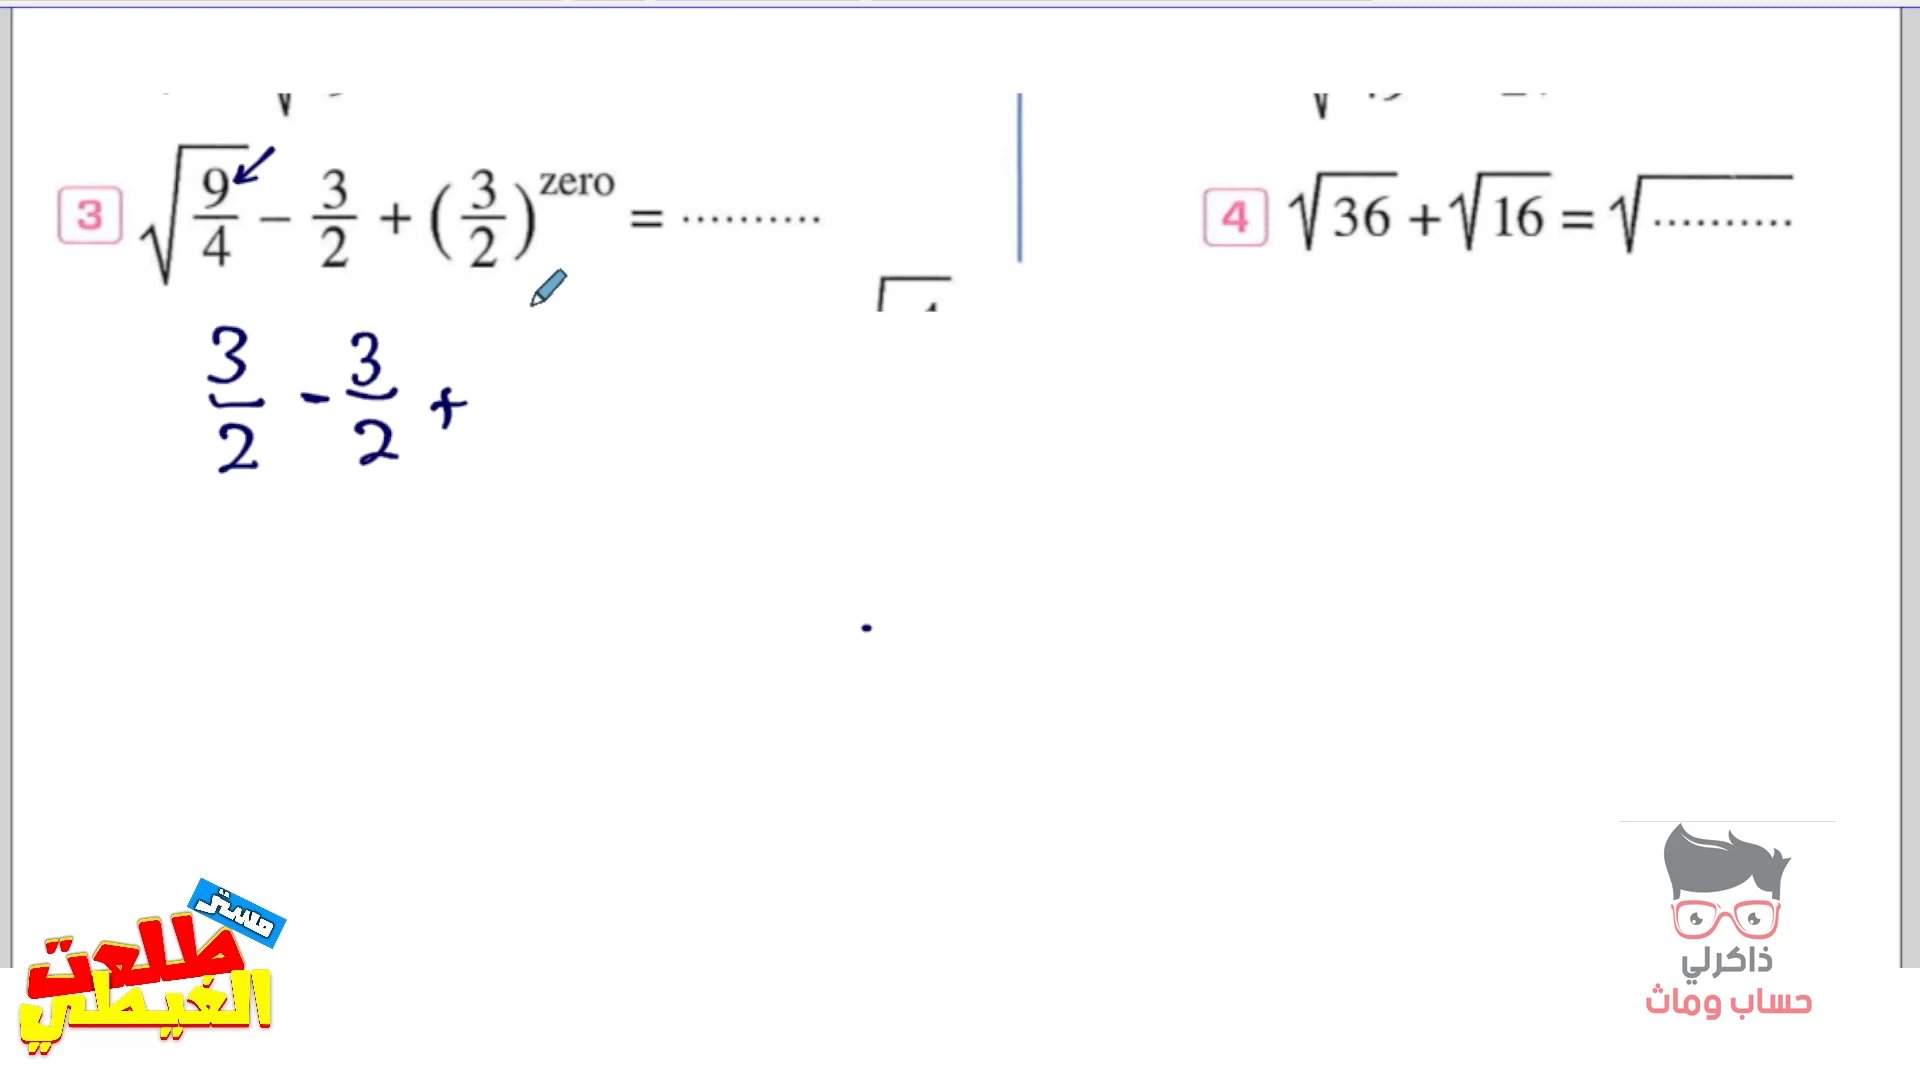 3 √(9/4) − 3/2 + (3/2)^zero = ..........
3/2 - 3/2 +
4 √36 + √16 = √..........
مستر
طلعت
الغيطي
ذاكرلي
حساب وماث